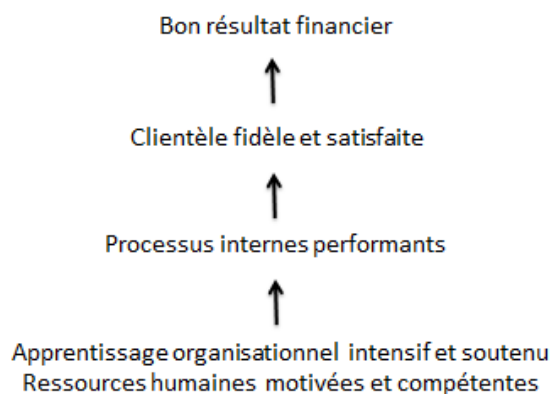 Bon résultat financier
Clientèle fidèle et satisfaite
Processus internes performants
Apprentissage organisationnel intensif et soutenu
Ressources humaines motivées et compétentes